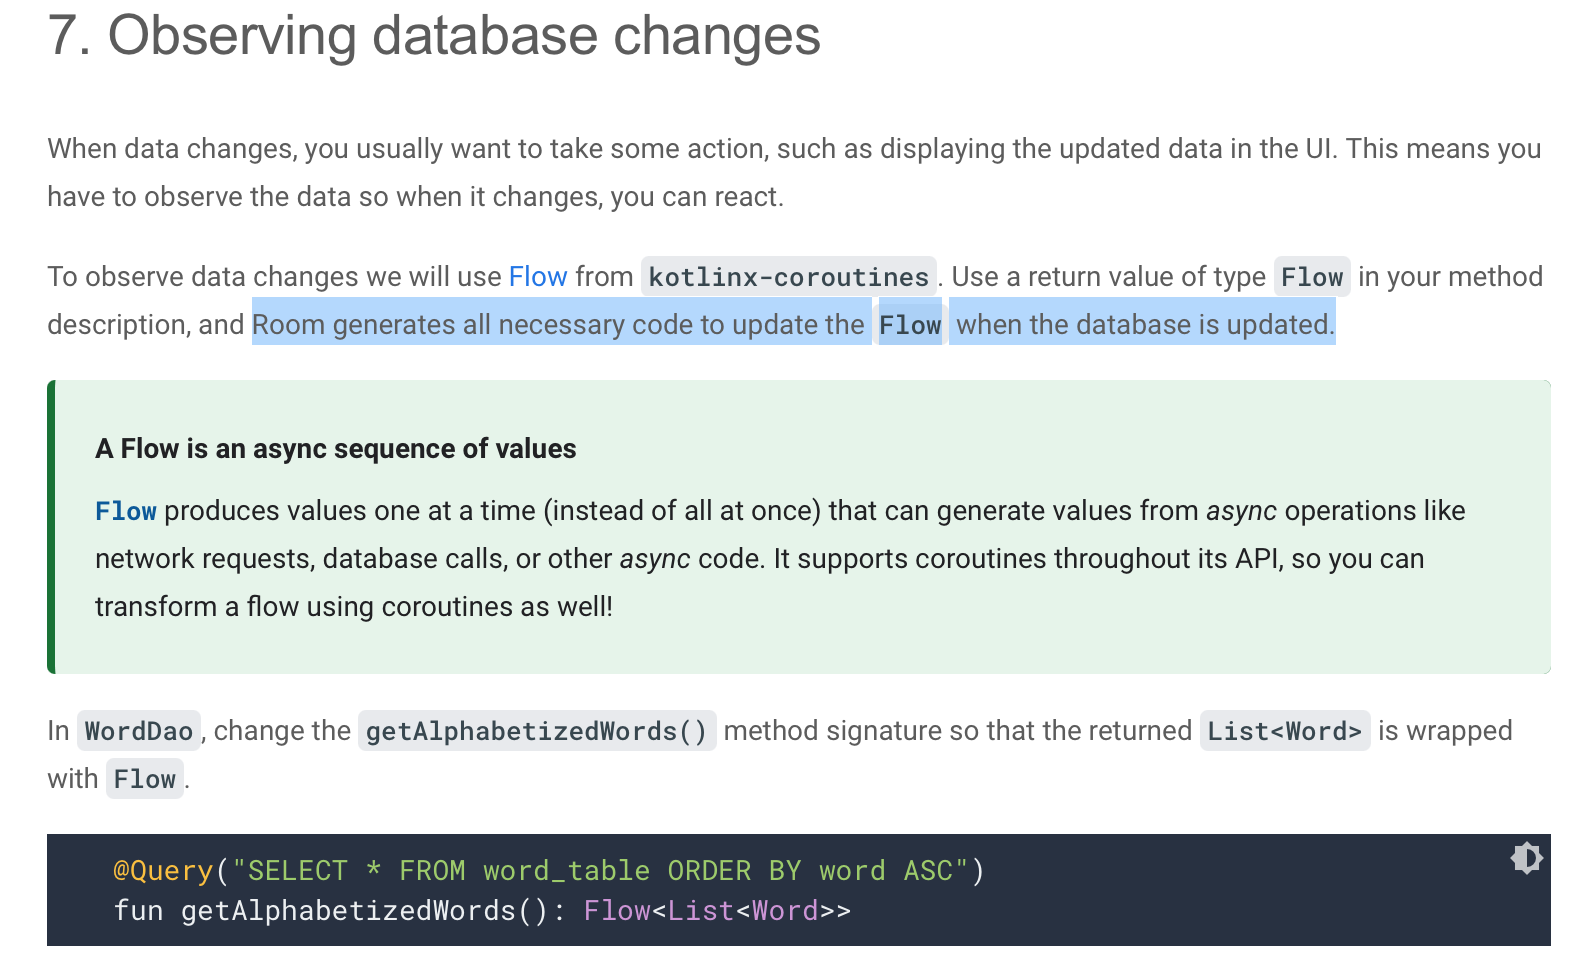 7. Observing database changes
When data changes, you usually want to take some action, such as displaying the updated data in the UI. This means you
have to observe the data so when it changes, you can react.
To observe data changes we will use Flow from kotlinx-coroutines. Use a return value of type Flow in your method
description, and Room generates all necessary code to update the Flow when the database is updated.
A Flow is an async sequence of values
Flow produces values one at a time (instead of all at once) that can generate values from async operations like
network requests, database calls, or other async code. It supports coroutines throughout its API, so you can
transform a flow using coroutines as well!
In WordDao, change the getAlphabetizedWords() method signature so that the returned List<Word> is wrapped
with Flow.
@Query("SELECT * FROM word_table ORDER BY word ASC")
fun getAlphabetizedWords(): Flow<List<Word>>